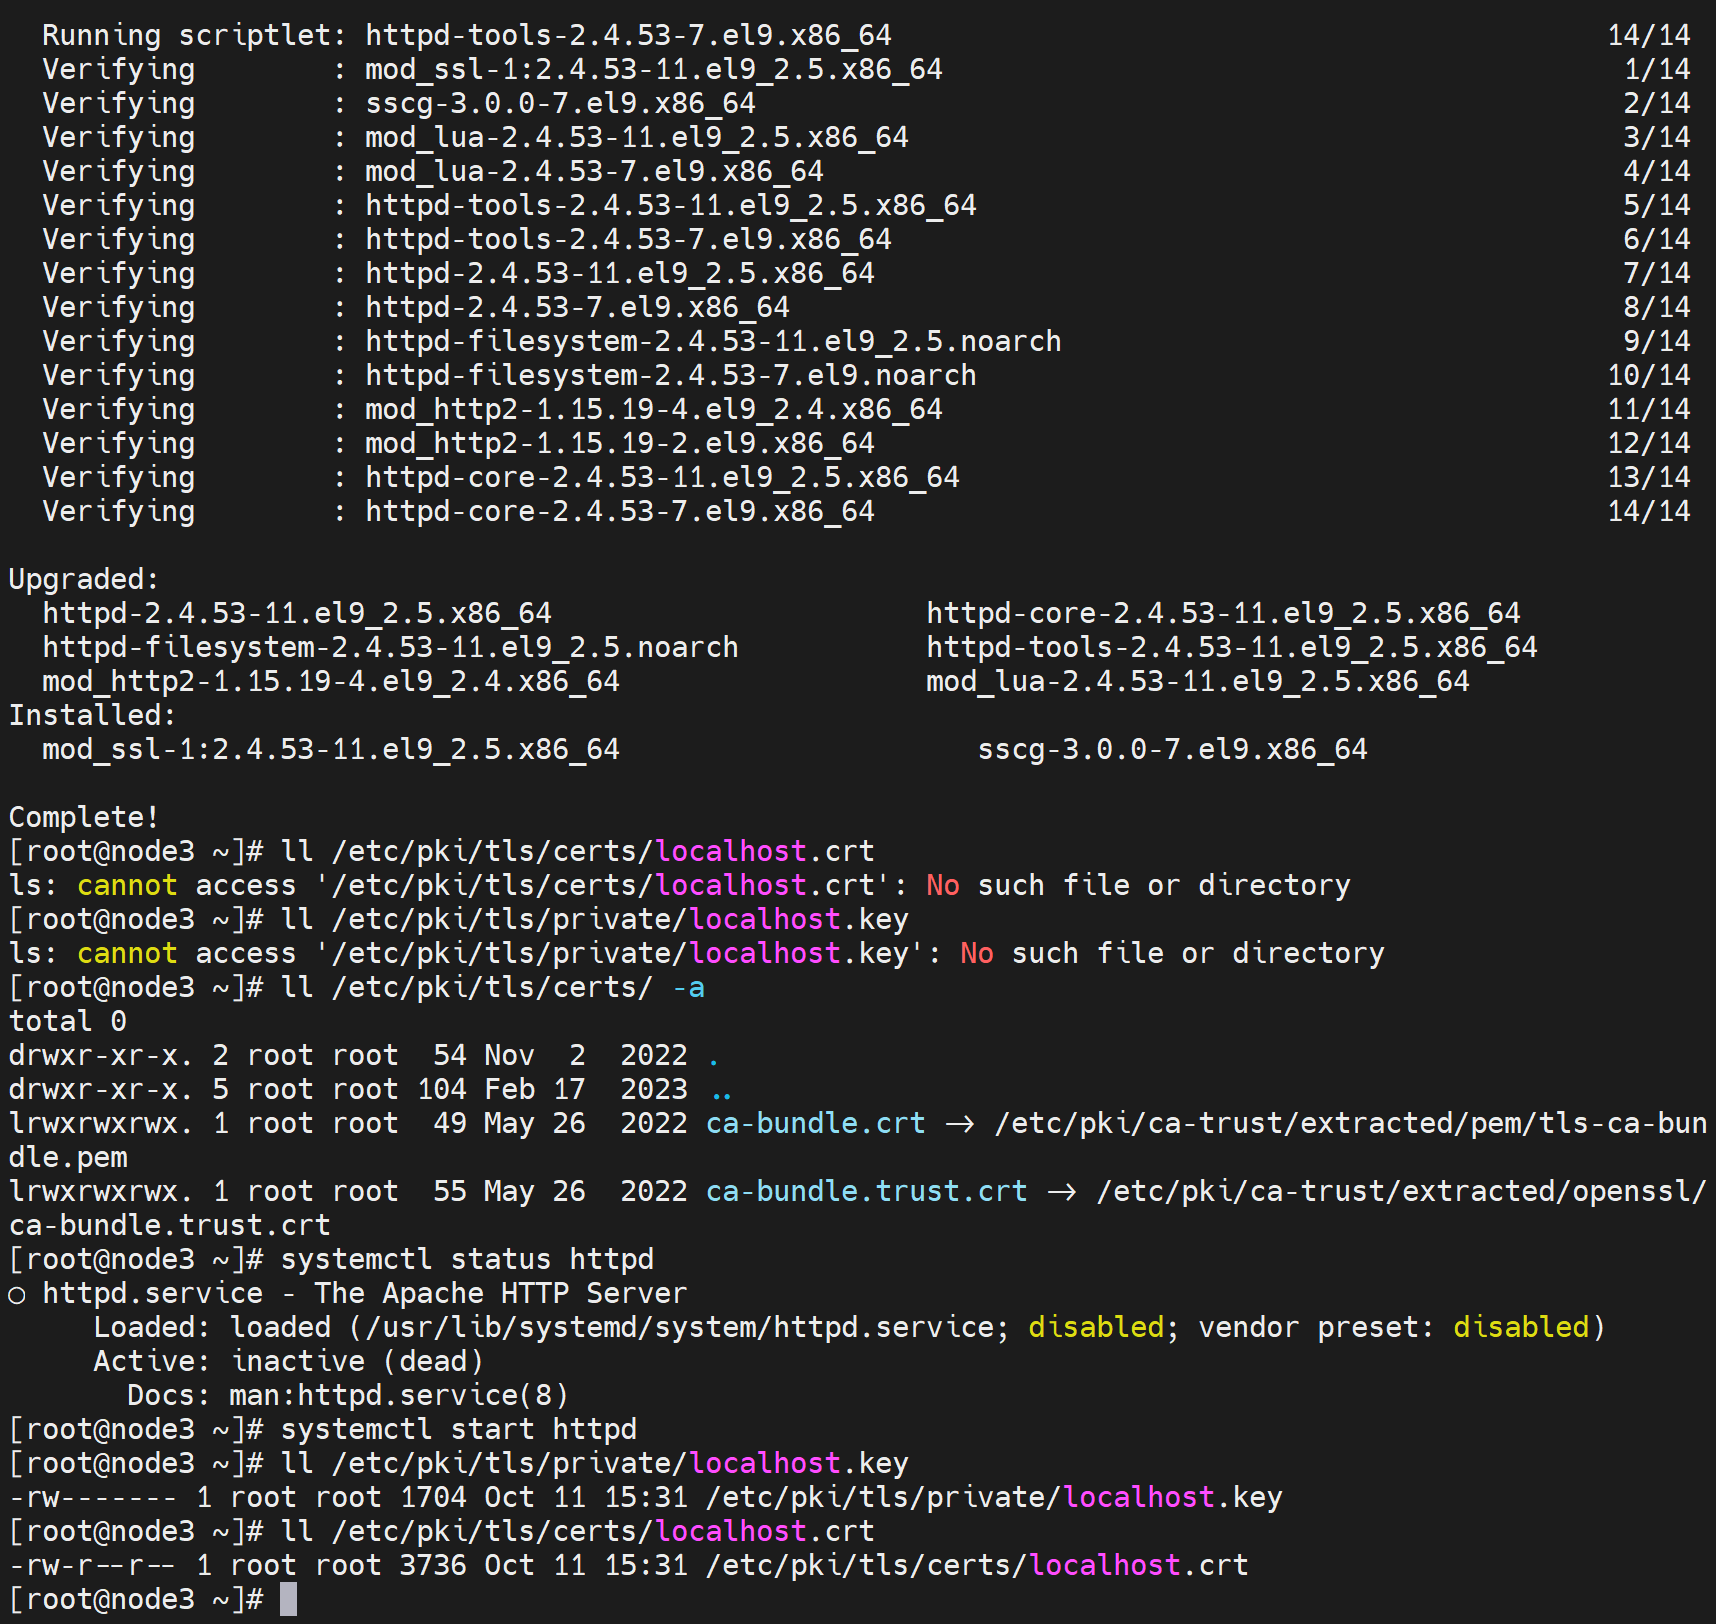 Running scriptlet: httpd-tools-2.4.53-7.el9.x86_64 14/14
Verifying : mod_ssl-1:2.4.53-11.el9_2.5.x86_64 1/14
Verifying : sscg-3.0.0-7.el9.x86_64 2/14
Verifying : mod_lua-2.4.53-11.el9_2.5.x86_64 3/14
Verifying : mod_lua-2.4.53-7.el9.x86_64 4/14
Verifying : httpd-tools-2.4.53-11.el9_2.5.x86_64 5/14
Verifying : httpd-tools-2.4.53-7.el9.x86_64 6/14
Verifying : httpd-2.4.53-11.el9_2.5.x86_64 7/14
Verifying : httpd-2.4.53-7.el9.x86_64 8/14
Verifying : httpd-filesystem-2.4.53-11.el9_2.5.noarch 9/14
Verifying : httpd-filesystem-2.4.53-7.el9.noarch 10/14
Verifying : mod_http2-1.15.19-4.el9_2.4.x86_64 11/14
Verifying : mod_http2-1.15.19-2.el9.x86_64 12/14
Verifying : httpd-core-2.4.53-11.el9_2.5.x86_64 13/14
Verifying : httpd-core-2.4.53-7.el9.x86_64 14/14
Upgraded:
httpd-2.4.53-11.el9_2.5.x86_64 httpd-core-2.4.53-11.el9_2.5.x86_64
httpd-filesystem-2.4.53-11.el9_2.5.noarch httpd-tools-2.4.53-11.el9_2.5.x86_64
mod_http2-1.15.19-4.el9_2.4.x86_64 mod_lua-2.4.53-11.el9_2.5.x86_64
Installed:
mod_ssl-1:2.4.53-11.el9_2.5.x86_64 sscg-3.0.0-7.el9.x86_64
Complete!
[root@node3 ~]# ll /etc/pki/tls/certs/localhost.crt
ls: cannot access '/etc/pki/tls/certs/localhost.crt': No such file or directory
[root@node3 ~]# ll /etc/pki/tls/private/localhost.key
ls: cannot access '/etc/pki/tls/private/localhost.key': No such file or directory
[root@node3 ~]# ll /etc/pki/tls/certs/ -a
total 0
drwxr-xr-x. 2 root root 54 Nov 2 2022 .
drwxr-xr-x. 5 root root 104 Feb 17 2023 ..
lrwxrwxrwx. 1 root root 49 May 26 2022 ca-bundle.crt -> /etc/pki/ca-trust/extracted/pem/tls-ca-bun
dle.pem
lrwxrwxrwx. 1 root root 55 May 26 2022 ca-bundle.trust.crt -> /etc/pki/ca-trust/extracted/openssl/
ca-bundle.trust.crt
[root@node3 ~]# systemctl status httpd
○ httpd.service - The Apache HTTP Server
Loaded: loaded (/usr/lib/systemd/system/httpd.service; disabled; vendor preset: disabled)
Active: inactive (dead)
Docs: man:httpd.service(8)
[root@node3 ~]# systemctl start httpd
[root@node3 ~]# ll /etc/pki/tls/private/localhost.key
-rw------- 1 root root 1704 Oct 11 15:31 /etc/pki/tls/private/localhost.key
[root@node3 ~]# ll /etc/pki/tls/certs/localhost.crt
-rw-r--r-- 1 root root 3736 Oct 11 15:31 /etc/pki/tls/certs/localhost.crt
[root@node3 ~]#